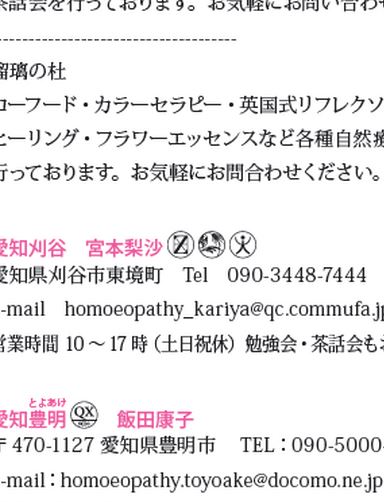 茶話会を行っております。お気軽にお問い合わせ
------------------------------------
瑠璃の杜
ローフード・カラーセラピー・英国式リフレクソ
ヒーリング・フラワーエッセンスなど各種自然療
行っております。お気軽にお問合わせください。
愛知刈谷 宮本梨沙
愛知県刈谷市東境町 Tel 090-3448-7444
-mail homoeopathy_kariya@qc.commufa.jp
営業時間 10～17時（土日祝休）勉強会・茶話会も
とよあけ
愛知豊明 QX 飯田康子
〒470-1127 愛知県豊明市 TEL：090-5000-
-mail：homoeopathy.toyoake@docomo.ne.jp